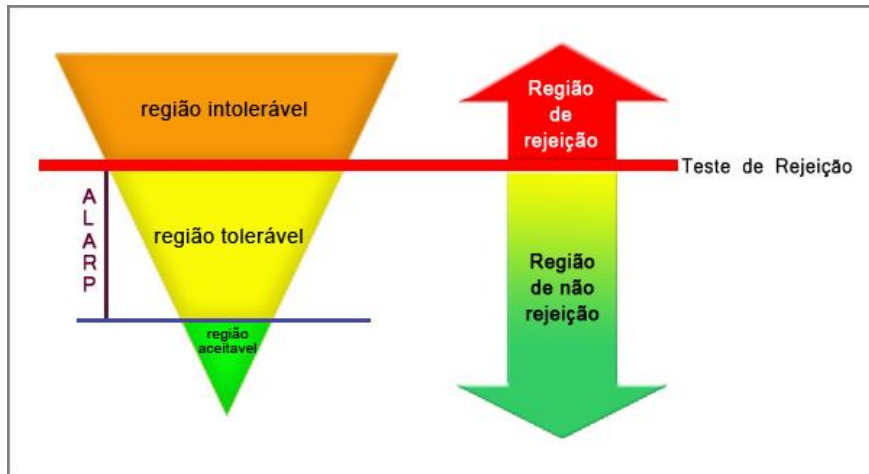 região intolerável
A
L
A
R
P
região tolerável
região
aceitavel
Região
de
rejeição
Teste de Rejeição
Região
de não
rejeição